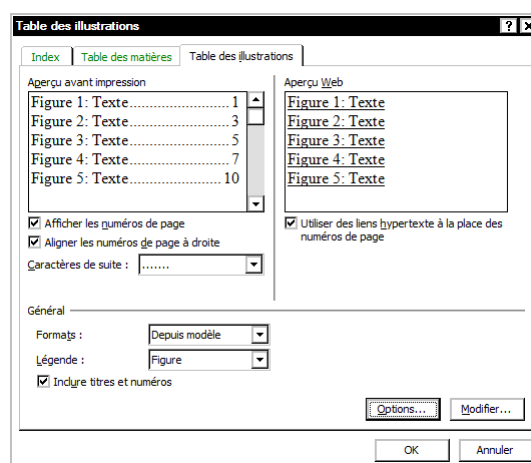 Table des illustrations
Index
Table des matières
Table des illustrations
Aperçu avant impression
Figure 1: Texte.............................1
Figure 2: Texte.............................3
Figure 3: Texte.............................5
Figure 4: Texte.............................7
Figure 5: Texte...........................10
Afficher les numéros de page
Aligner les numéros de page à droite
Caractères de suite : .......
Aperçu Web
Figure 1: Texte
Figure 2: Texte
Figure 3: Texte
Figure 4: Texte
Figure 5: Texte
Utiliser des liens hypertexte à la place des
numéros de page
Général
Formats : Depuis modèle
Légende : Figure
Inclure titres et numéros
Options... Modifier...
OK Annuler